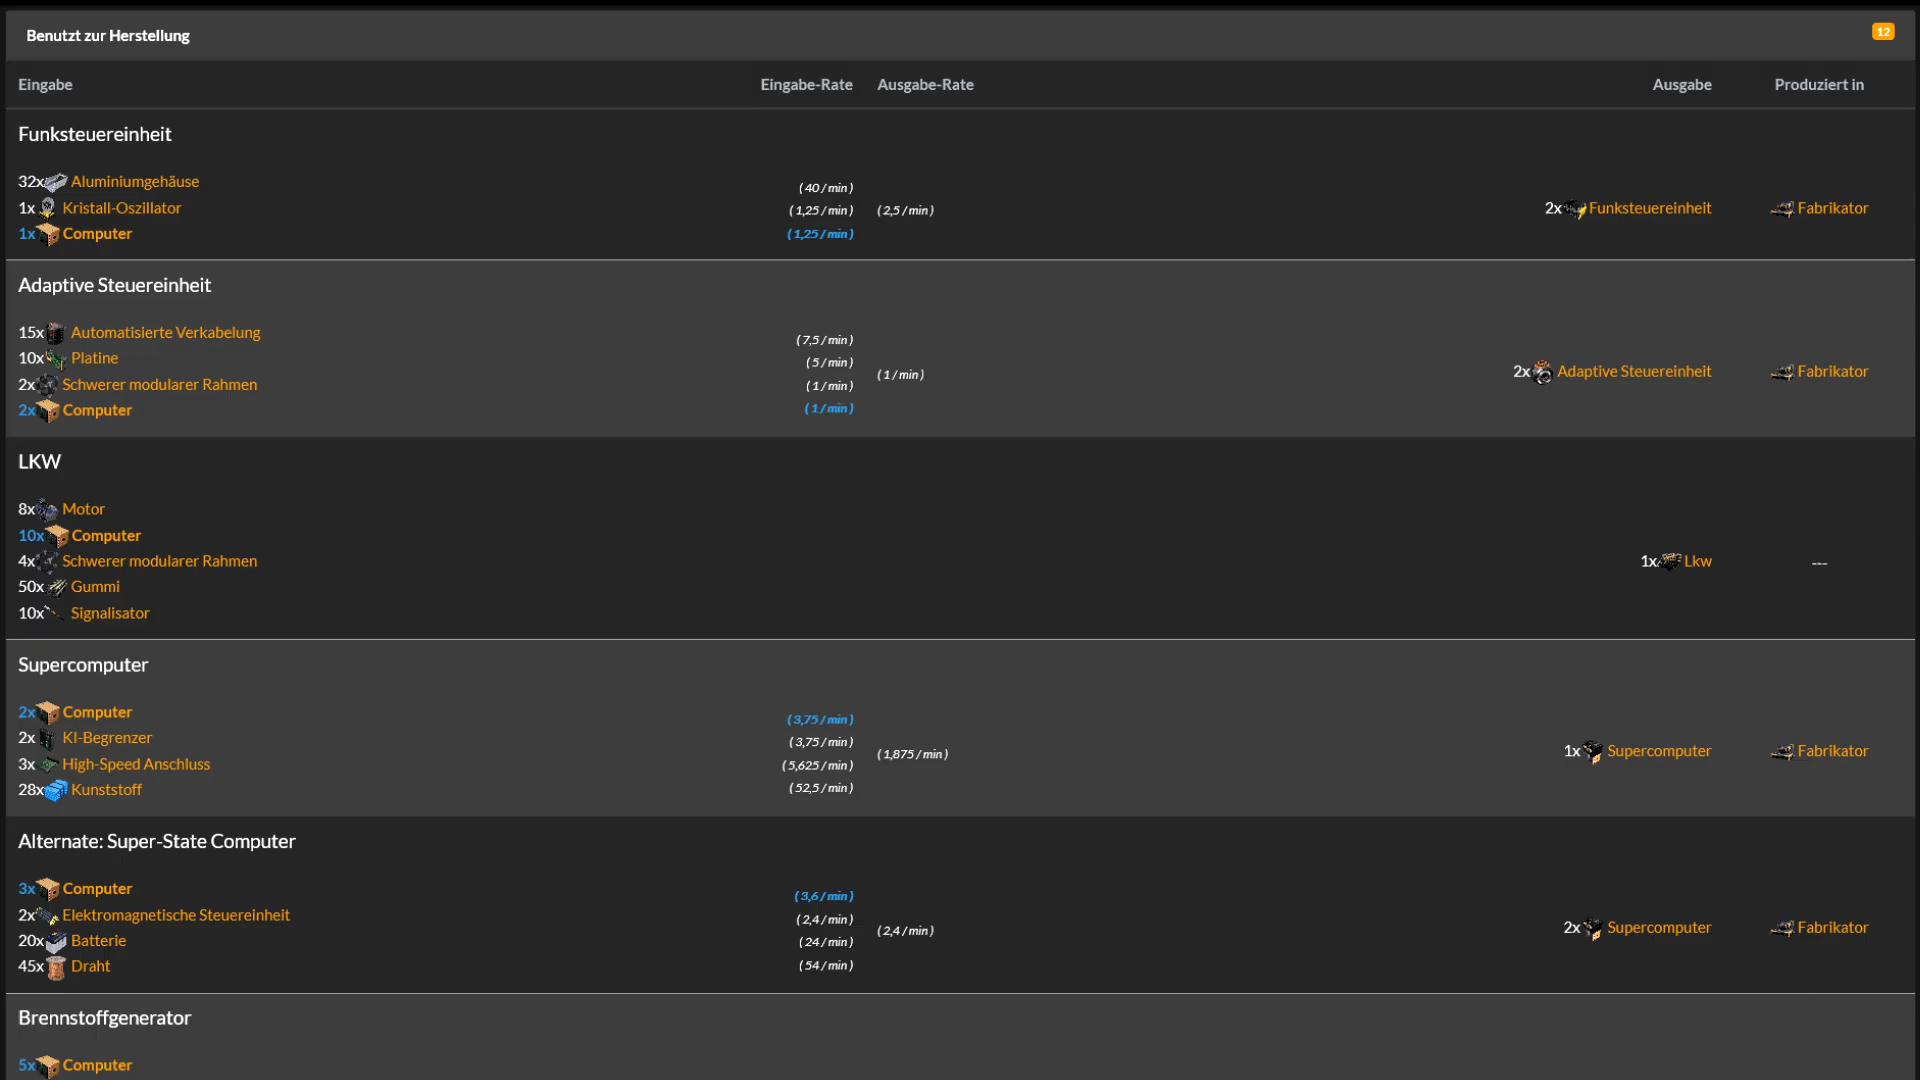 Benutzt zur Herstellung 12
Eingabe Eingabe-Rate Ausgabe-Rate Ausgabe Produziert in
Funksteuereinheit
32x Aluminiumgehäuse (40 / min)
1x Kristall-Oszillator (1,25 / min) (2,5 / min) 2x Funksteuereinheit Fabrikator
1x Computer (1,25 / min)
Adaptive Steuereinheit
15x Automatisierte Verkabelung (7,5 / min)
10x Platine (5 / min)
(1 / min) 2x Adaptive Steuereinheit Fabrikator
2x Schwerer modularer Rahmen (1 / min)
2x Computer (1 / min)
LKW
8x Motor
10x Computer
4x Schwerer modularer Rahmen 1x Lkw ---
50x Gummi
10x Signalisator
Supercomputer
2x Computer (3,75 / min)
2x KI-Begrenzer (3,75 / min)
(1,875 / min) 1x Supercomputer Fabrikator
3x High-Speed Anschluss (5,625 / min)
28x Kunststoff (52,5 / min)
Alternate: Super-State Computer
3x Computer (3,6 / min)
2x Elektromagnetische Steuereinheit (2,4 / min)
(2,4 / min) 2x Supercomputer Fabrikator
20x Batterie (24 / min)
45x Draht (54 / min)
Brennstoffgenerator
5x Computer